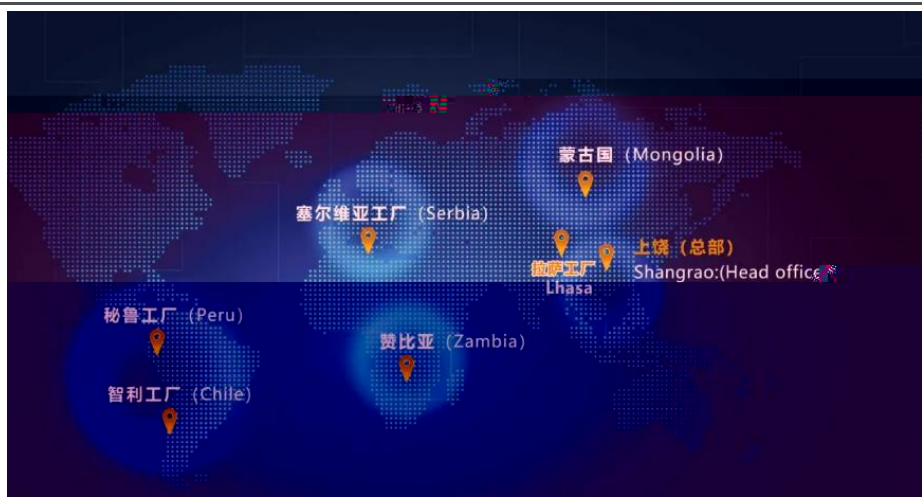 蒙古国 (Mongolia)
塞尔维亚工厂 (Serbia)
上饶 (总部)
拉萨工厂
Shangrao:(Head office
Lhasa
秘鲁工厂 (Peru)
赞比亚 (Zambia)
智利工厂 (Chile)